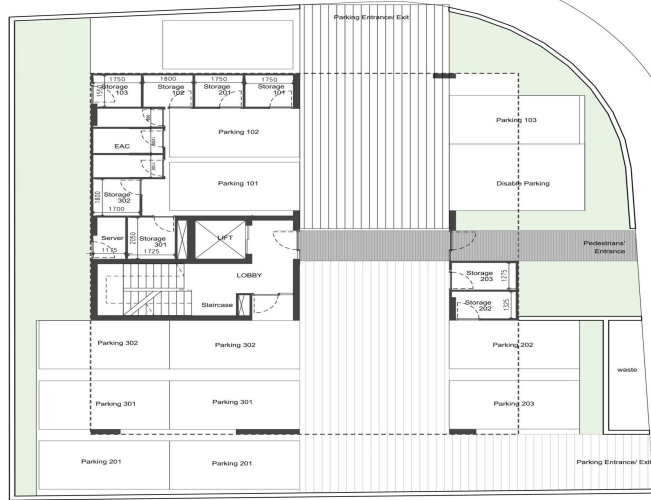 Parking Entrance/ Exit
1750
1800
1750
1750
1550
Storage
103
Storage
102
Storage
201
Storage
101
Parking 102
EAC
Parking 101
Parking 103
Disable Parking
1800
Storage
302
1700
Server
1175
2050
Storage
301
1725
LIFT
LOBBY
Staircase
Pedestrians'
Entrance
Storage
203
1275
Storage
202
1325
Parking 302
Parking 302
Parking 202
waste
Parking 301
Parking 301
Parking 203
Parking 201
Parking 201
Parking Entrance/ Exit